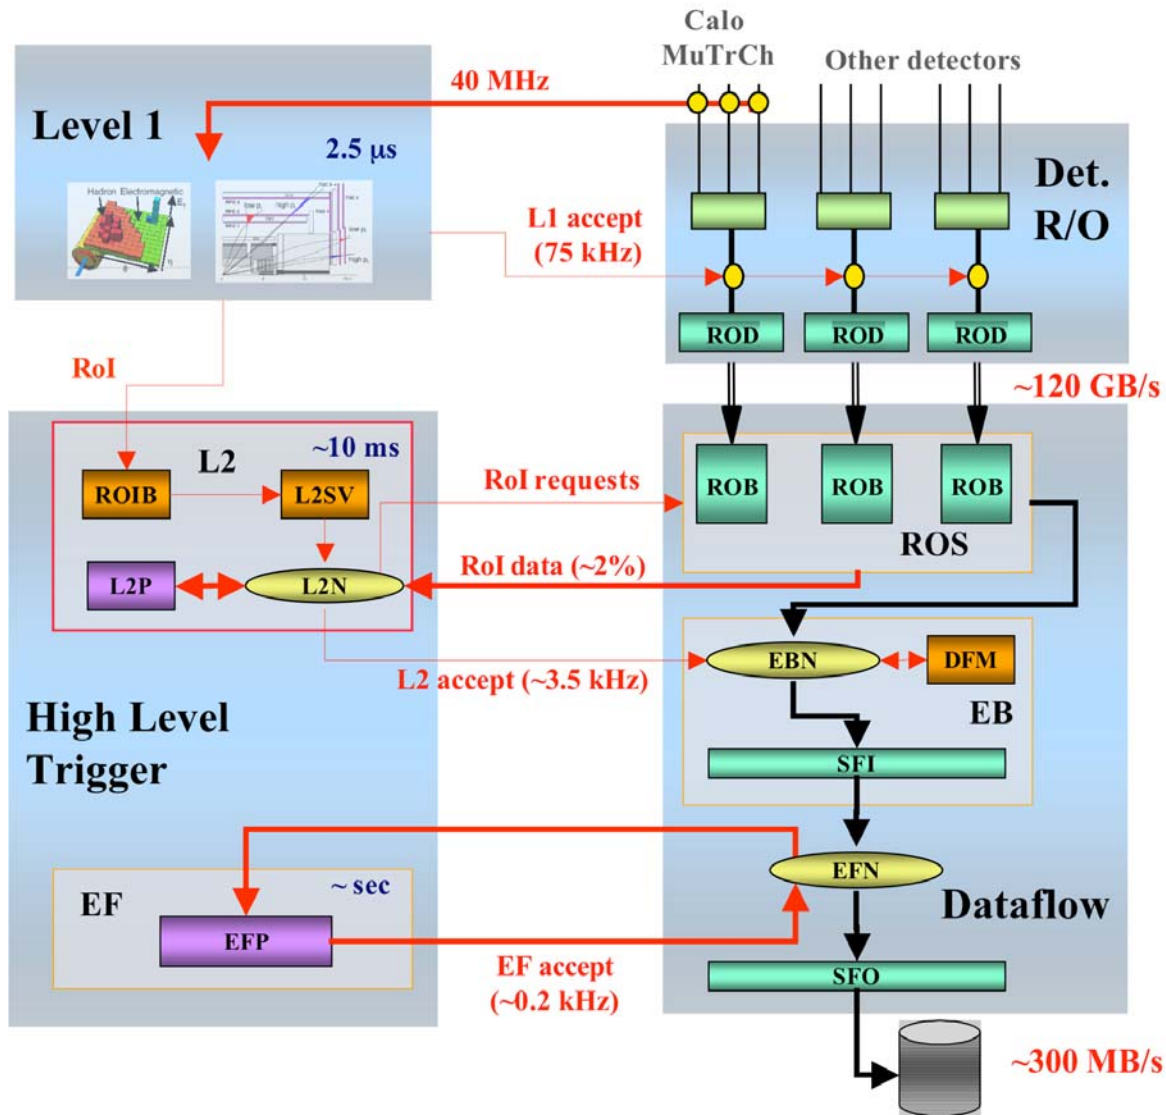 Calo
MuTrCh
Other detectors
40 MHz
Level 1
2.5 µs
Hadron Electromagnetic
Det.
R/O
L1 accept
(75 kHz)
ROD
ROD
ROD
RoI
~120 GB/s
L2
~10 ms
ROIB
L2SV
RoI requests
ROB
ROB
ROB
ROS
L2P
L2N
RoI data (~2%)
EBN
DFM
L2 accept (~3.5 kHz)
EB
High Level
Trigger
SFI
EFN
Dataflow
EF
~ sec
EFP
EF accept
(~0.2 kHz)
SFO
~300 MB/s